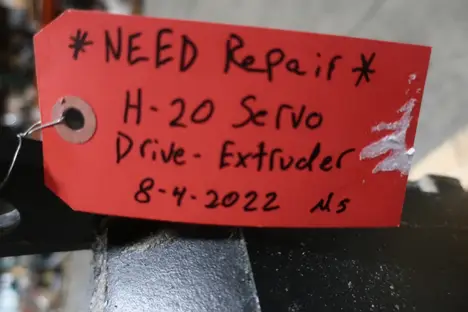 *NEED Repair*
H-20 Servo
Drive- Extruder
8-4-2022 MS